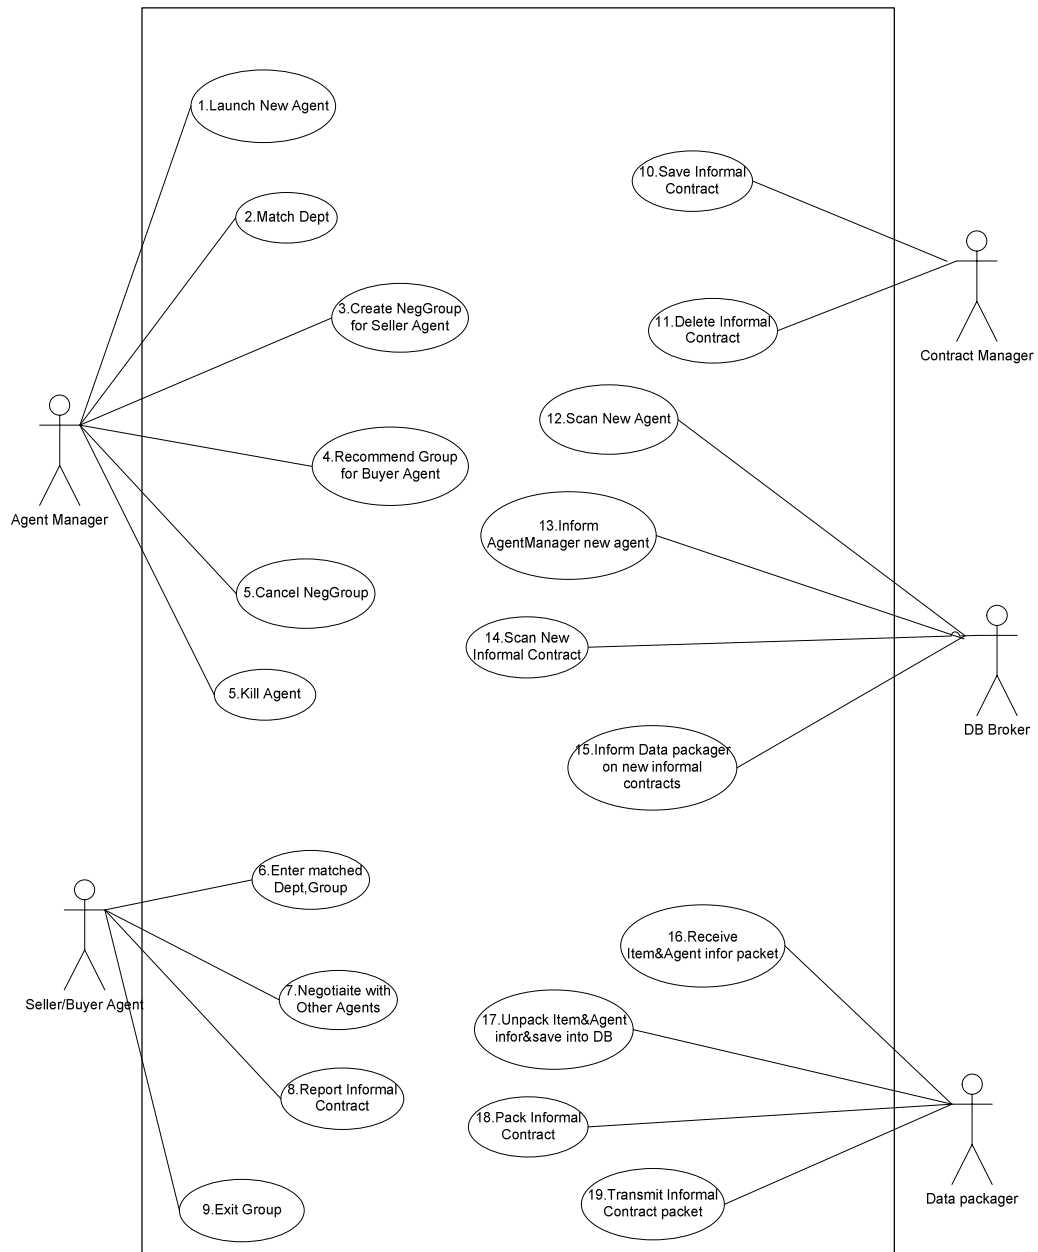 1.Launch New Agent
2.Match Dept
3.Create NegGroup
for Seller Agent
4.Recommend Group
for Buyer Agent
5.Cancel NegGroup
5.Kill Agent
Agent Manager
6.Enter matched
Dept,Group
7.Negotiaite with
Other Agents
8.Report Informal
Contract
9.Exit Group
Seller/Buyer Agent
10.Save Informal
Contract
11.Delete Informal
Contract
Contract Manager
12.Scan New Agent
13.Inform
AgentManager new agent
14.Scan New
Informal Contract
15.Inform Data packager
on new informal
contracts
DB Broker
16.Receive
Item&Agent infor packet
17.Unpack Item&Agent
infor&save into DB
18.Pack Informal
Contract
19.Transmit Informal
Contract packet
Data packager